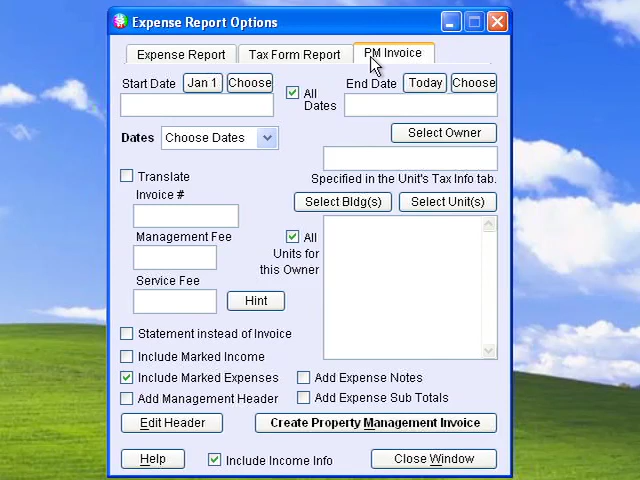 Expense Report Options
Expense Report Tax Form Report PM Invoice
Start Date Jan 1 Choose All Dates End Date Today Choose
Dates Choose Dates
Select Owner
Translate
Specified in the Unit's Tax Info tab.
Invoice #
Select Bldg(s) Select Unit(s)
Management Fee
All Units for this Owner
Service Fee
Hint
Statement instead of Invoice
Include Marked Income
Include Marked Expenses Add Expense Notes
Add Management Header Add Expense Sub Totals
Edit Header Create Property Management Invoice
Help Include Income Info Close Window